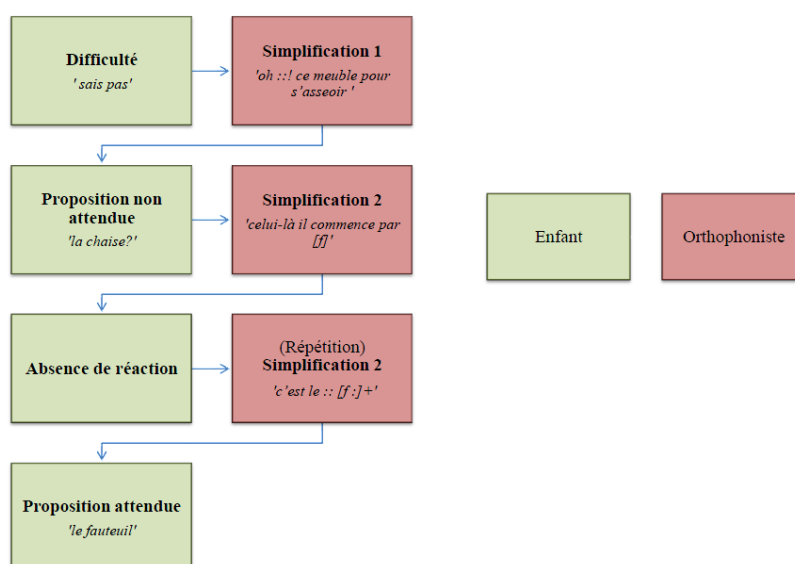 Difficulté
' sais pas'
Simplification 1
'oh ::! ce meuble pour
s'asseoir '
Proposition non
attendue
'la chaise?'
Simplification 2
'celui-là il commence par
[f]'
Enfant
Orthophoniste
Absence de réaction
(Répétition)
Simplification 2
'c'est le :: [f :]+'
Proposition attendue
'le fauteuil'